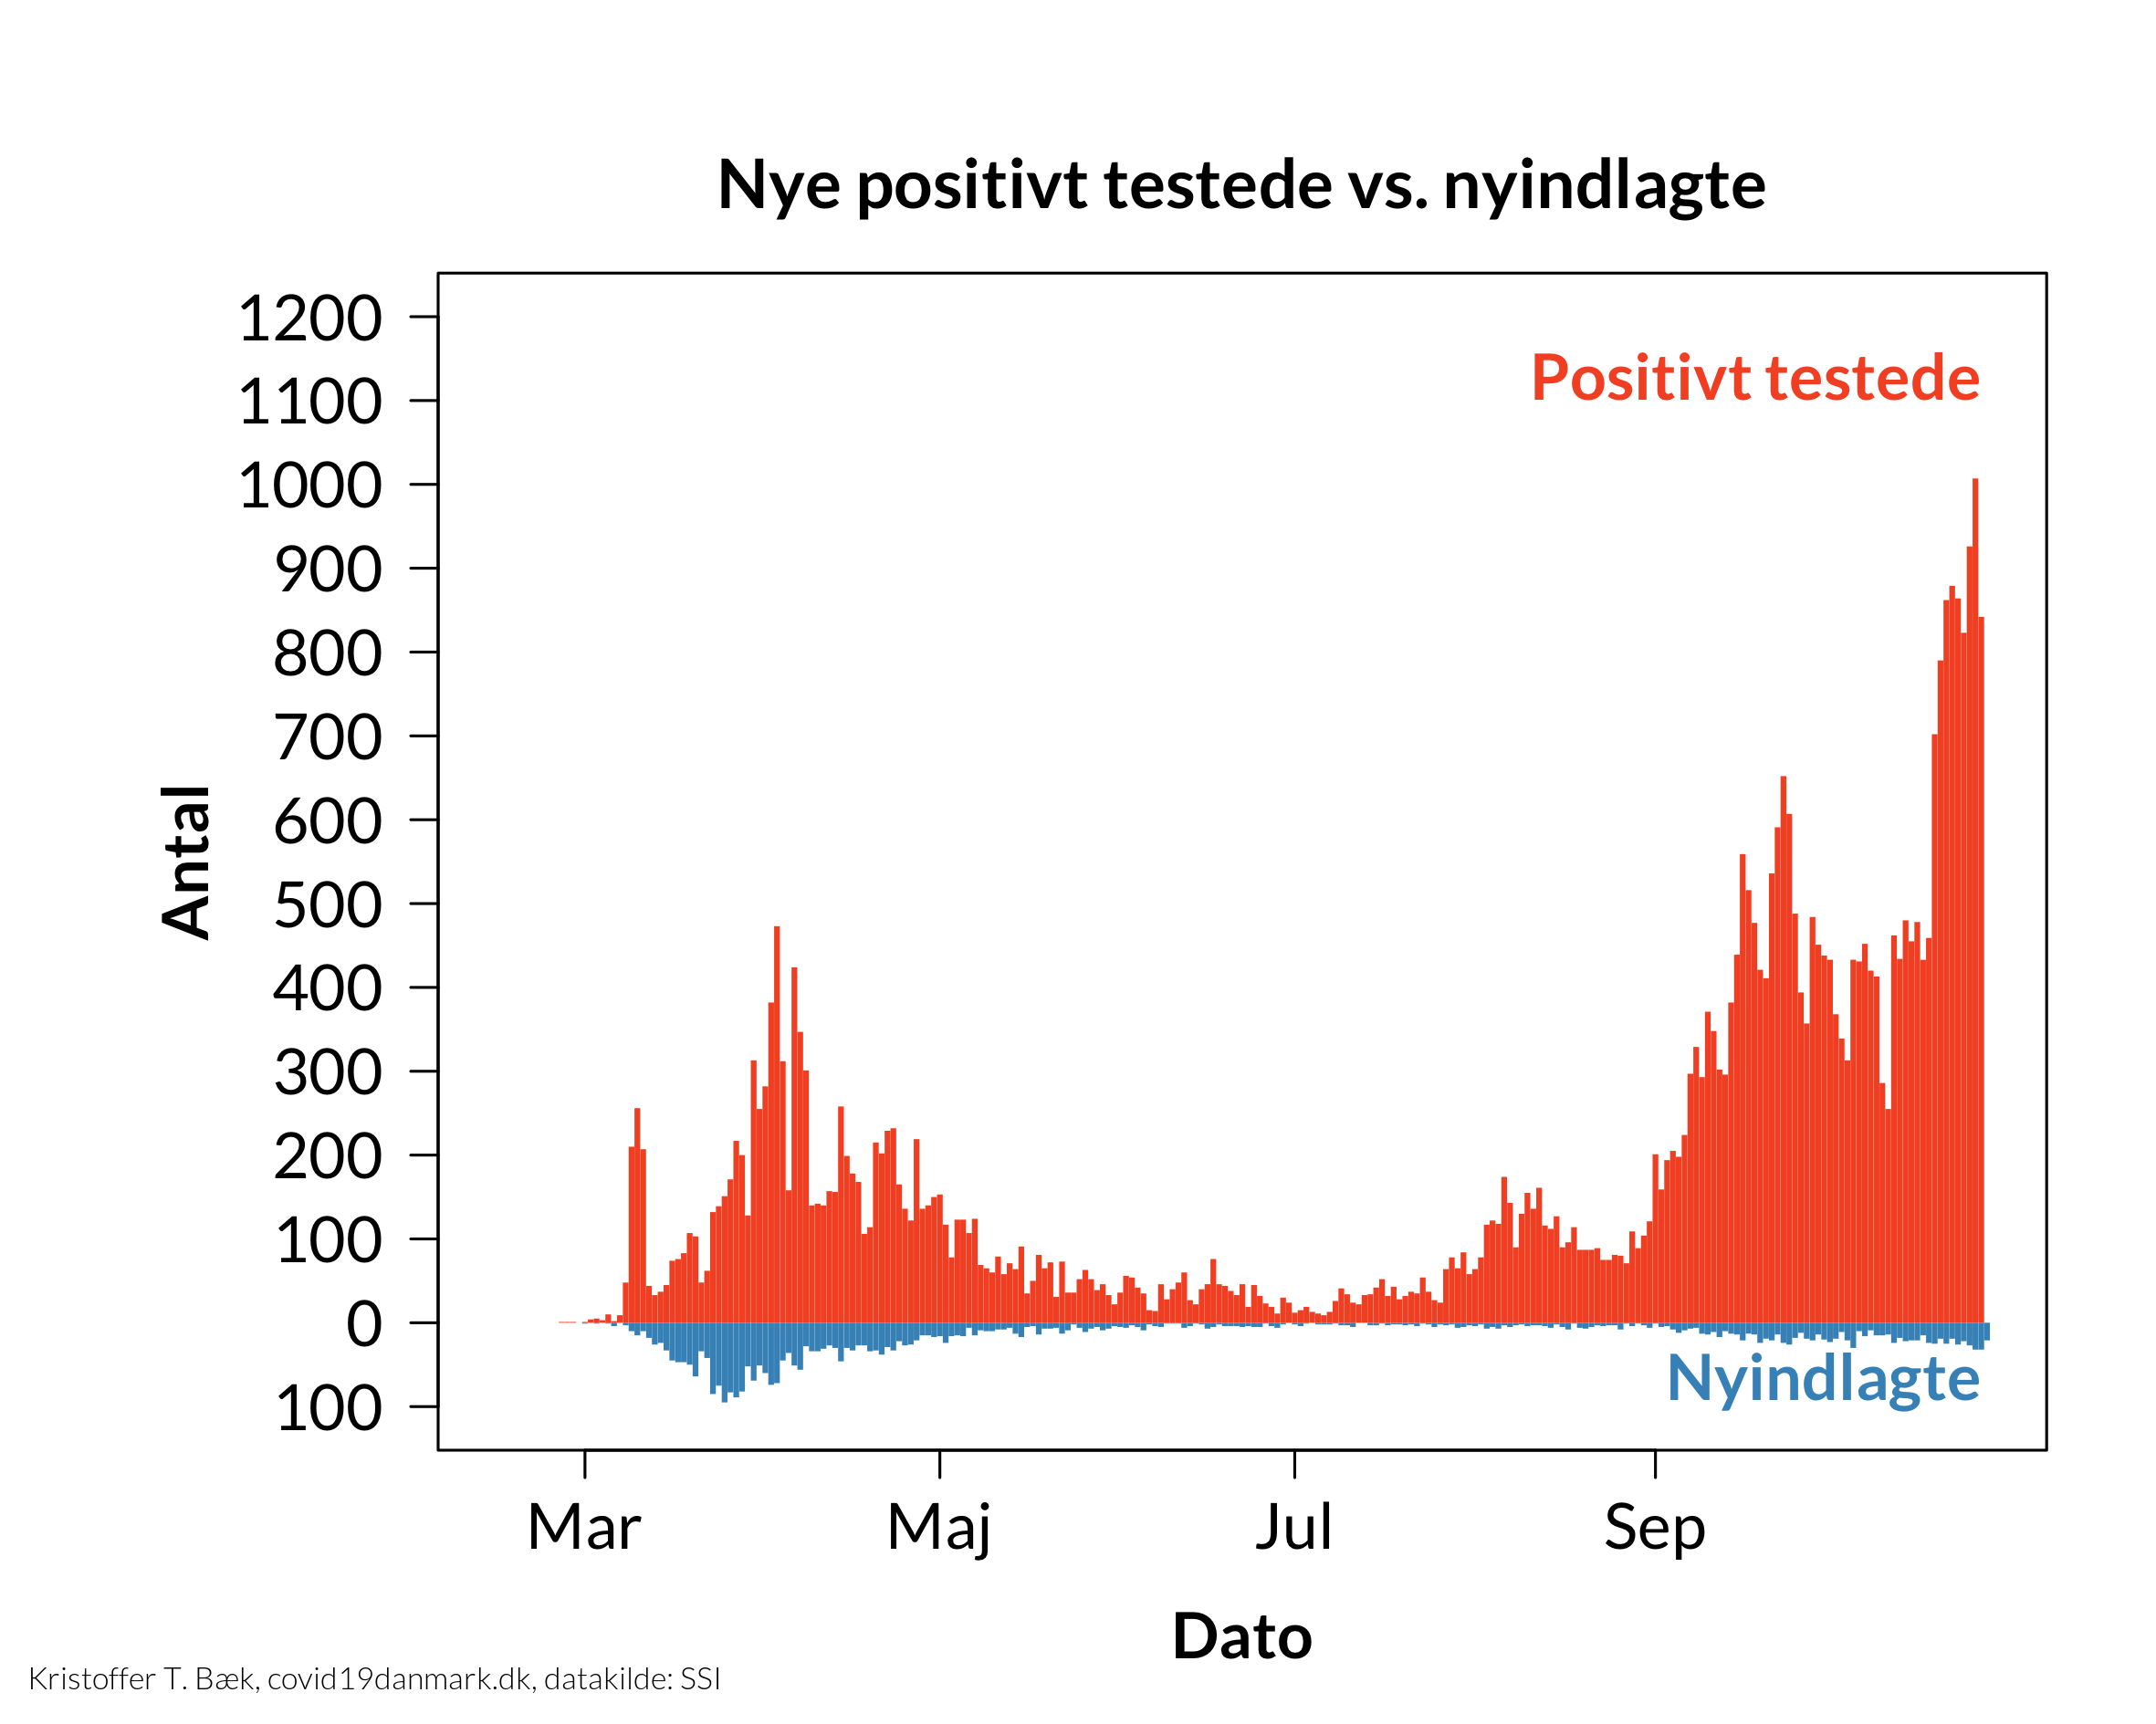 Nye positivt testede vs. nyindlagte
Positivt testede
1200
1100
1000
900
800
700
600
500
400
300
200
100
0
100
Antal
Nyindlagte
Mar Maj Jul Sep
Dato
Kristoffer T. Bæk, covid19danmark.dk, datakilde: SSI